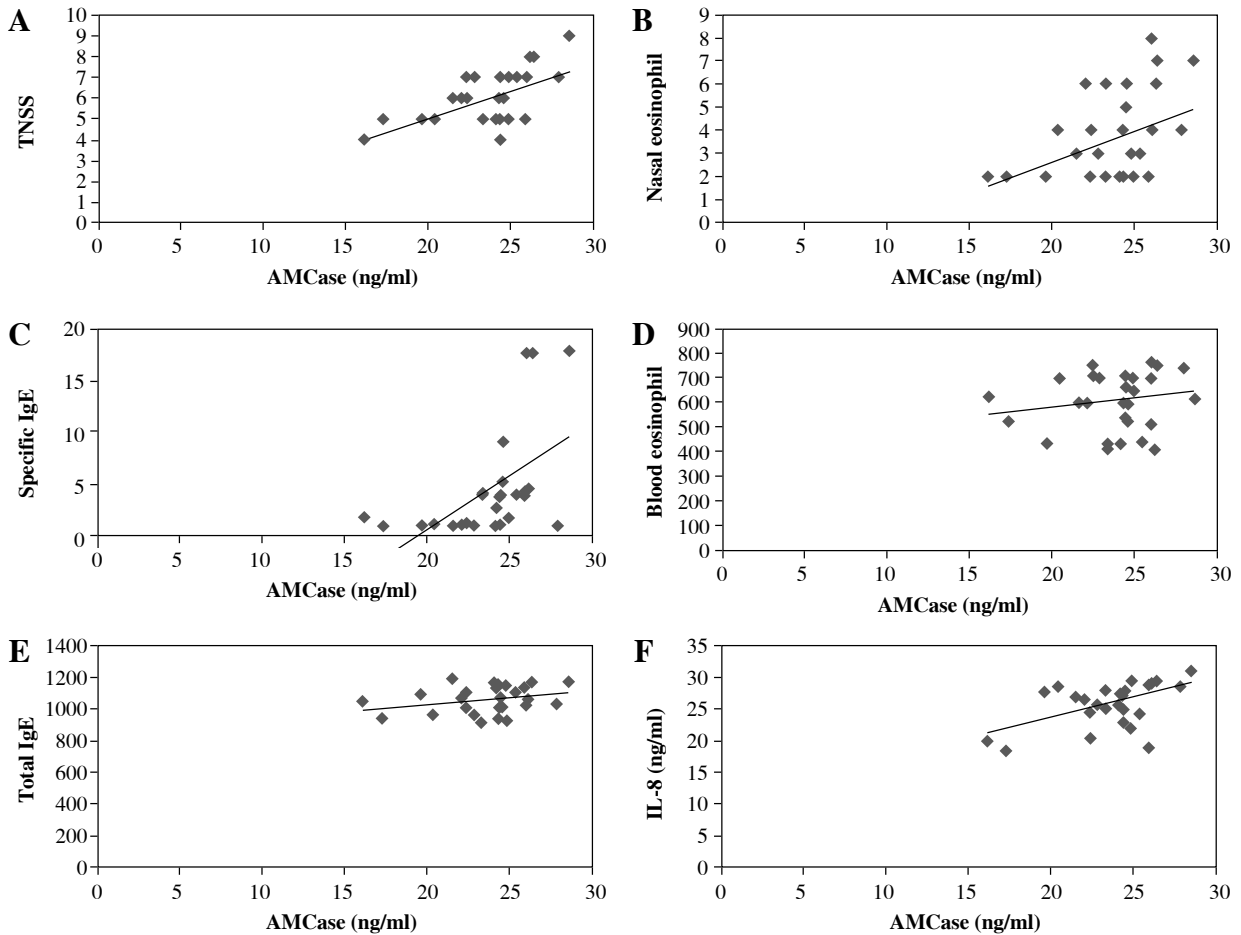 A
TNSS
10
9
8
7
6
5
4
3
2
1
0
0 5 10 15 20 25 30
AMCase (ng/ml)
B
Nasal eosinophil
9
8
7
6
5
4
3
2
1
0
0 5 10 15 20 25 30
AMCase (ng/ml)
C
Specific IgE
20
15
10
5
0
0 5 10 15 20 25 30
AMCase (ng/ml)
D
Blood eosinophil
900
800
700
600
500
400
300
200
100
0
0 5 10 15 20 25 30
AMCase (ng/ml)
E
Total IgE
1400
1200
1000
800
600
400
200
0
0 5 10 15 20 25 30
AMCase (ng/ml)
F
IL-8 (ng/ml)
35
30
25
20
15
10
5
0
0 5 10 15 20 25 30
AMCase (ng/ml)